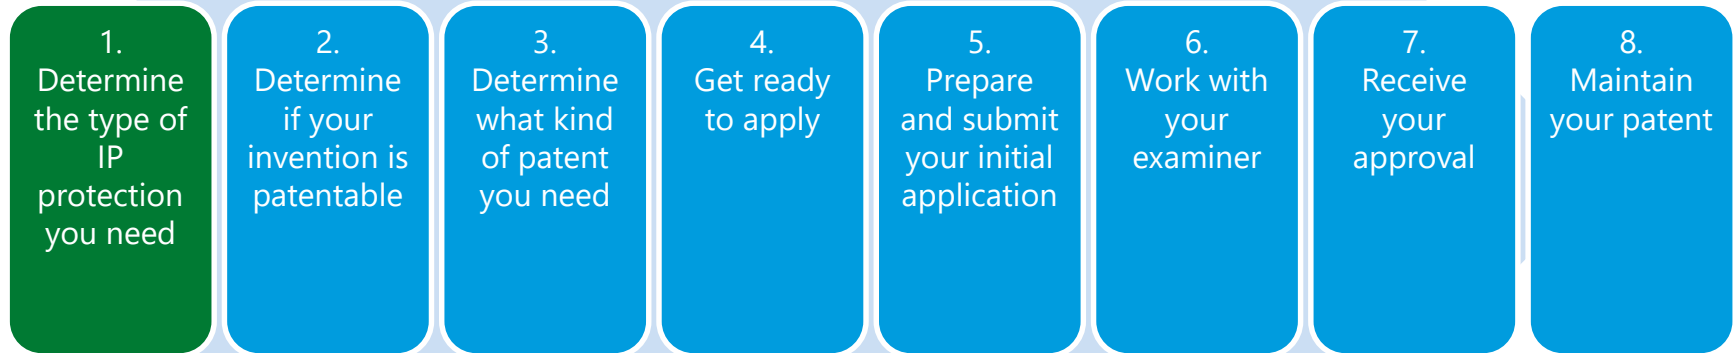 1.
Determine
the type of
IP
protection
you need
2.
Determine
if your
invention is
patentable
3.
Determine
what kind
of patent
you need
4.
Get ready
to apply
5.
Prepare
and submit
your initial
application
6.
Work with
your
examiner
7.
Receive
your
approval
8.
Maintain
your patent